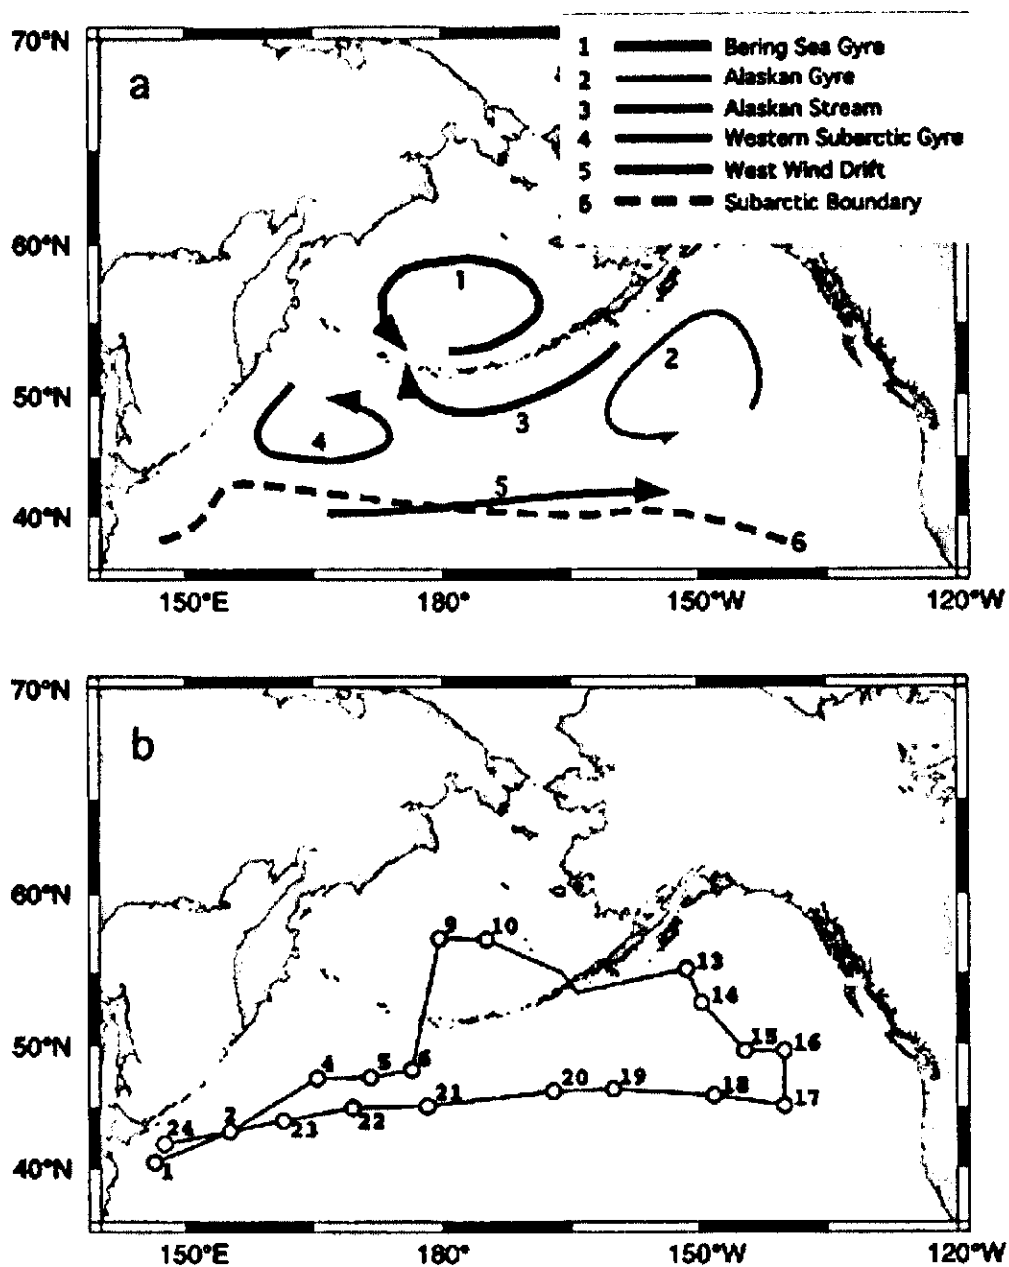 70°N
a
1 Bering Sea Gyre
2 Alaskan Gyre
3 Alaskan Stream
4 Western Subarctic Gyre
5 West Wind Drift
6 Subarctic Boundary
60°N
1
2
50°N
3
4
5
40°N
6
150°E 180° 150°W 120°W
70°N
b
60°N
9 10
13
14
50°N
15 16
4 5 6
20 19
21 18 17
2 22
24 23
40°N
1
150°E 180° 150°W 120°W